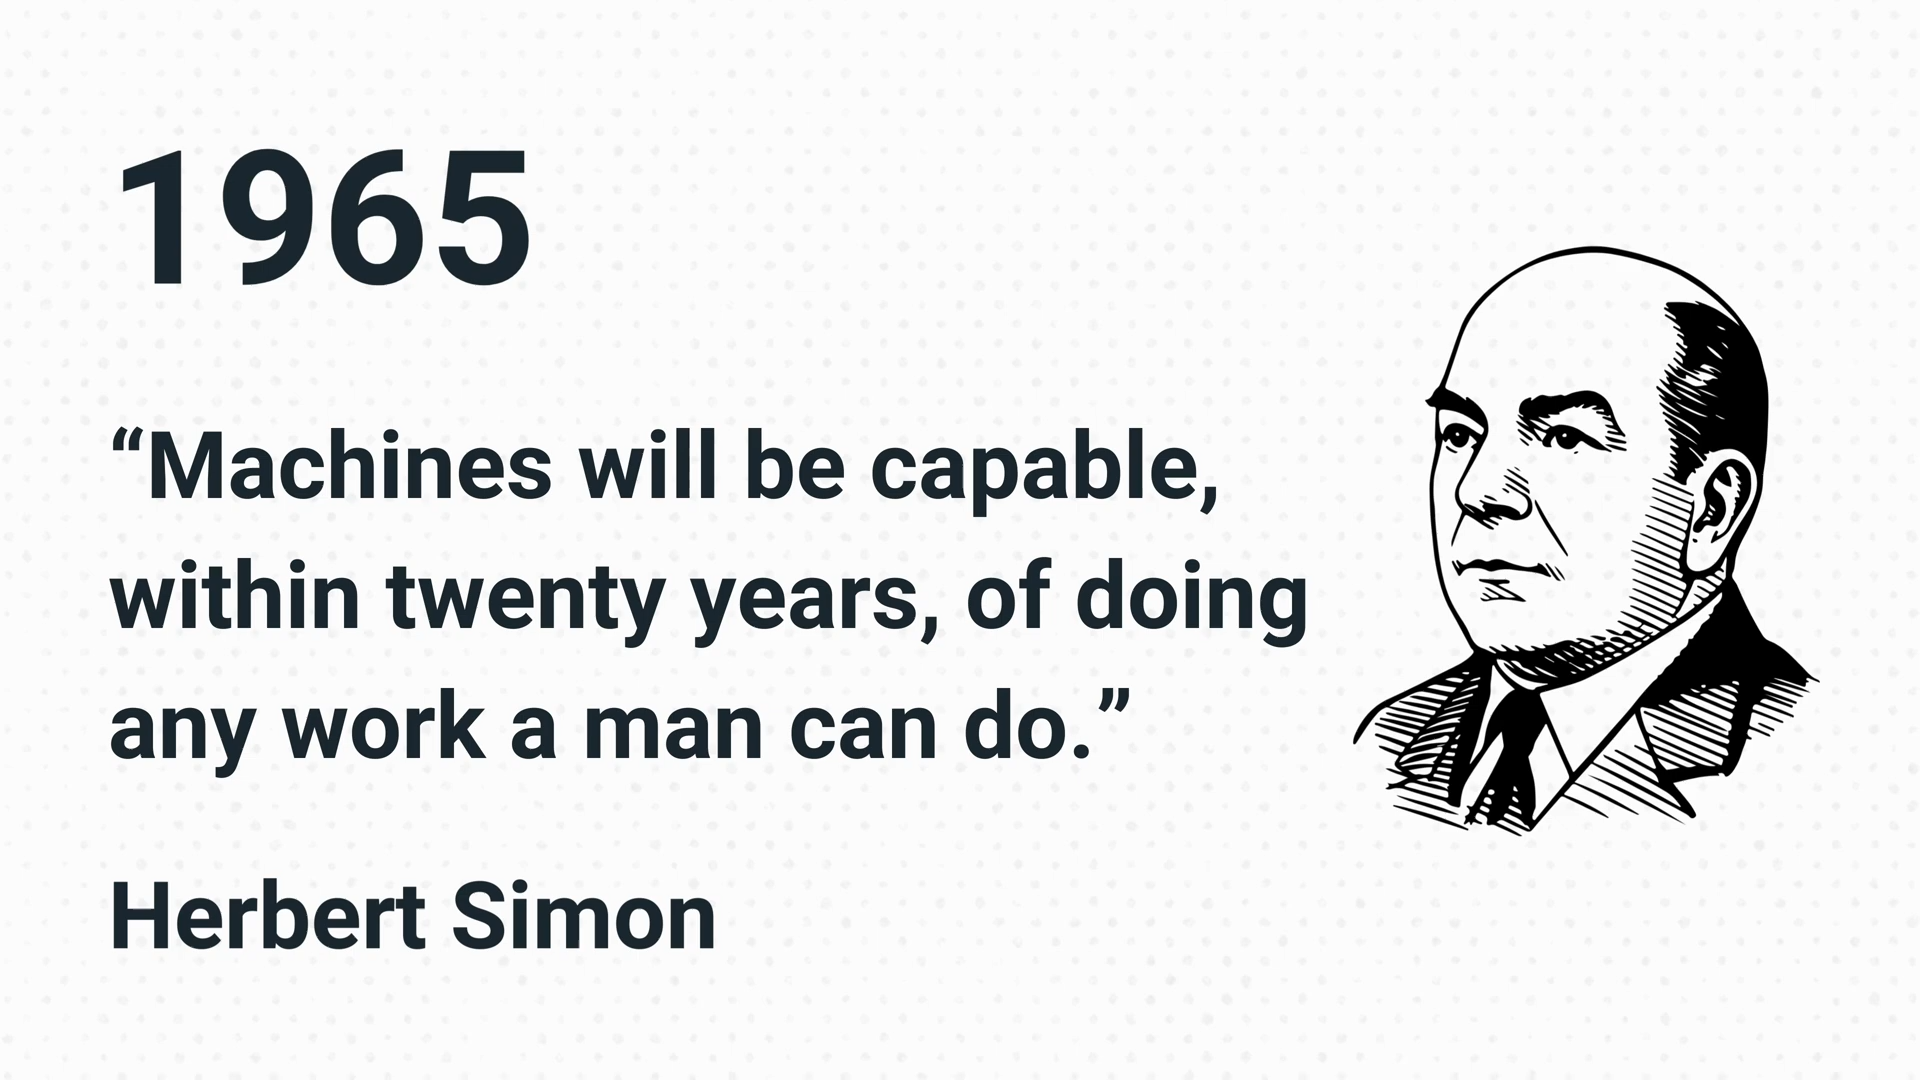 1965
“Machines will be capable,
within twenty years, of doing
any work a man can do.”
Herbert Simon